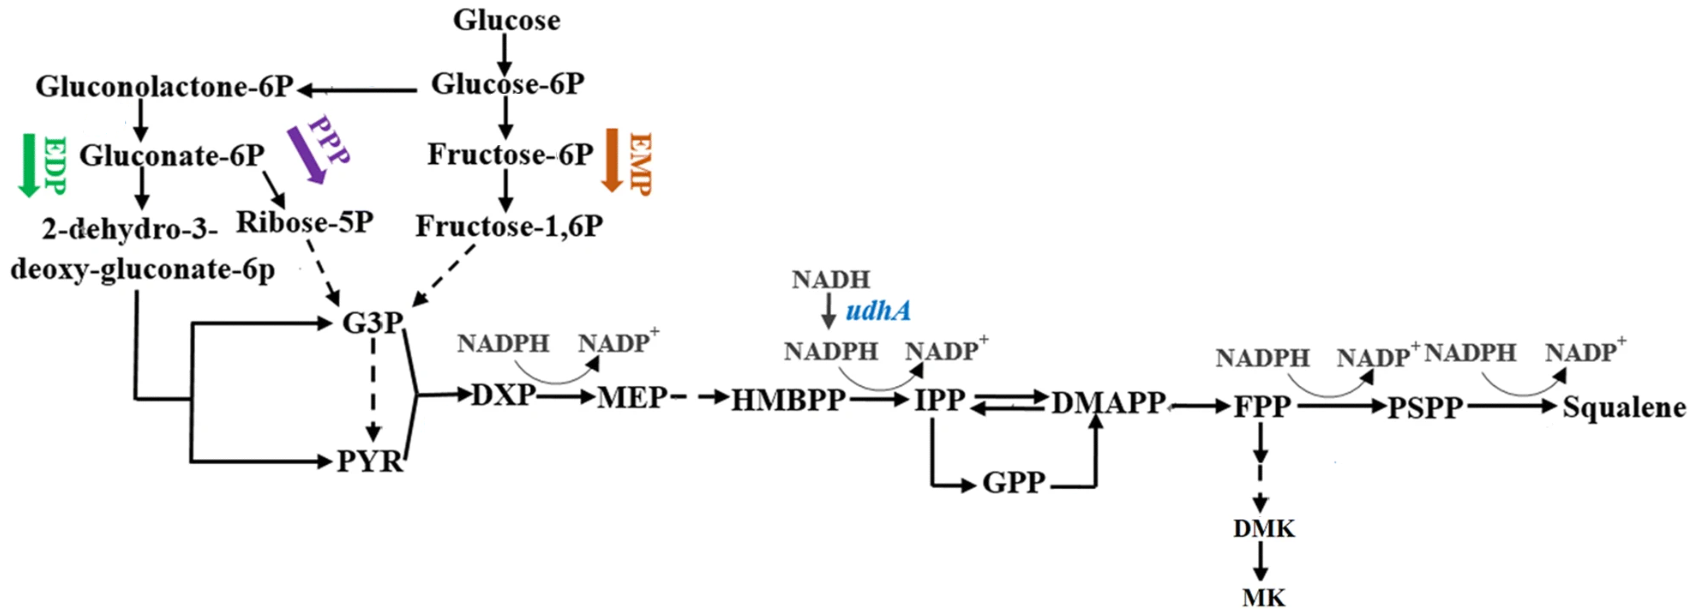 Glucose
Gluconolactone-6P
Glucose-6P
EDP
Gluconate-6P
PPP
Fructose-6P
EMP
2-dehydro-3-
deoxy-gluconate-6p
Ribose-5P
Fructose-1,6P
G3P
PYR
NADPH
NADP+
DXP
MEP
NADH
udhA
NADPH
NADP+
HMBPP
IPP
DMAPP
GPP
NADPH
NADP+
NADPH
NADP+
FPP
PSPP
Squalene
DMK
MK